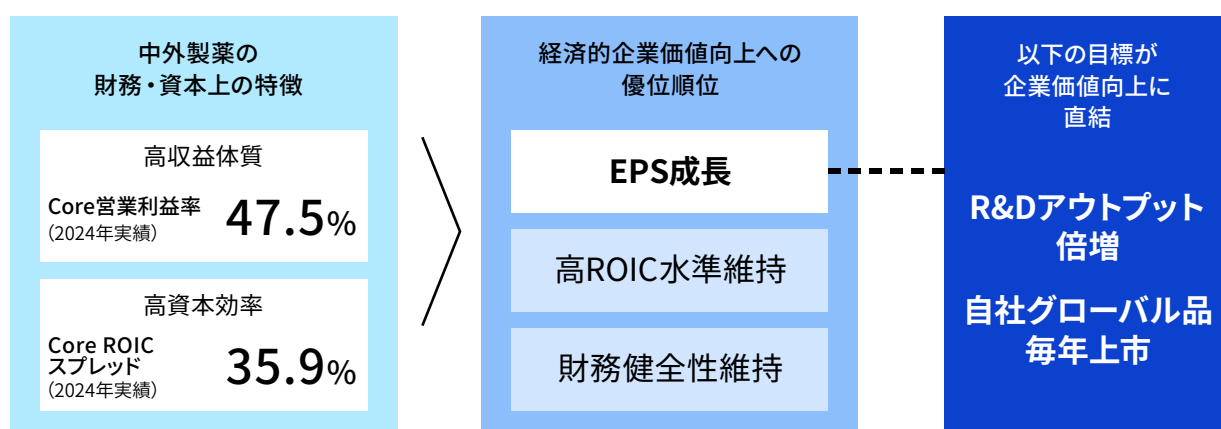 中外製薬の
財務・資本上の特徴
高収益体質
Core営業利益率
（2024年実績）
47.5%
高資本効率
Core ROIC
スプレッド
（2024年実績）
35.9%
経済的企業価値向上への
優位順位
EPS成長
高ROIC水準維持
財務健全性維持
以下の目標が
企業価値向上に
直結
R&Dアウトプット
倍増
自社グローバル品
毎年上市